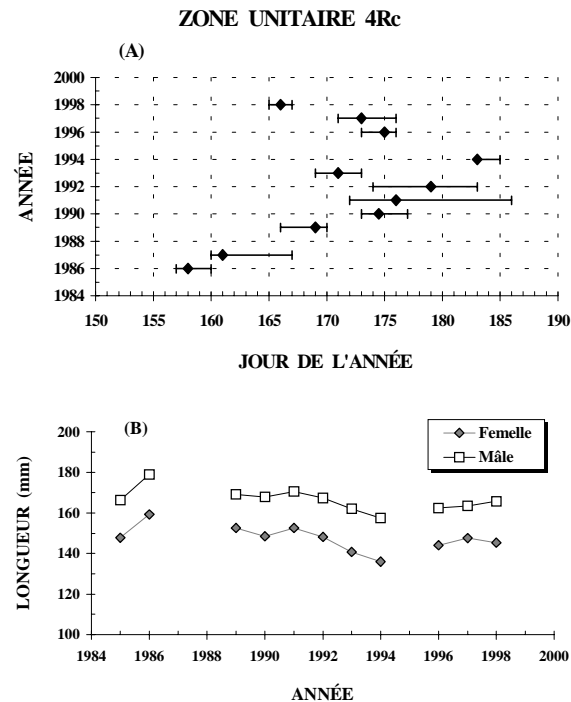 ZONE UNITAIRE 4Rc
(A)
ANNÉE
2000
1998
1996
1994
1992
1990
1988
1986
1984
150 155 160 165 170 175 180 185 190
JOUR DE L'ANNÉE
(B)
Femelle
Mâle
LONGUEUR (mm)
200
180
160
140
120
100
1984 1986 1988 1990 1992 1994 1996 1998 2000
ANNÉE